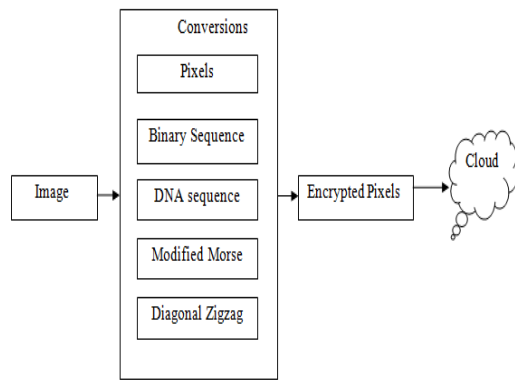 Conversions
Pixels
Binary Sequence
Image
DNA sequence
Modified Morse
Diagonal Zigzag
Encrypted Pixels
Cloud